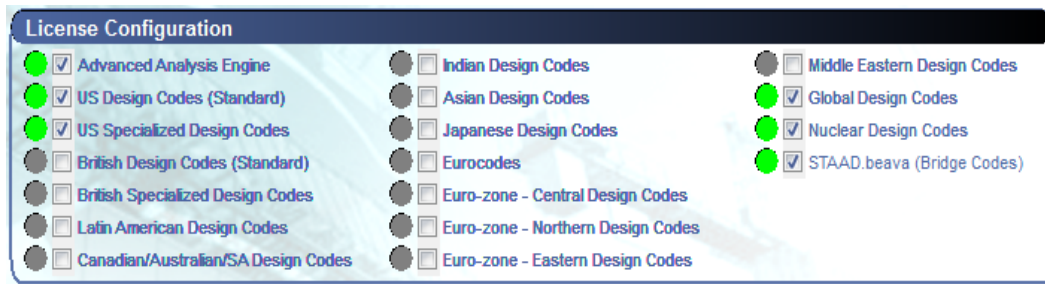 License Configuration
Advanced Analysis Engine
US Design Codes (Standard)
US Specialized Design Codes
British Design Codes (Standard)
British Specialized Design Codes
Latin American Design Codes
Canadian/Australian/SA Design Codes
Indian Design Codes
Asian Design Codes
Japanese Design Codes
Eurocodes
Euro-zone - Central Design Codes
Euro-zone - Northern Design Codes
Euro-zone - Eastern Design Codes
Middle Eastern Design Codes
Global Design Codes
Nuclear Design Codes
STAAD.beava (Bridge Codes)